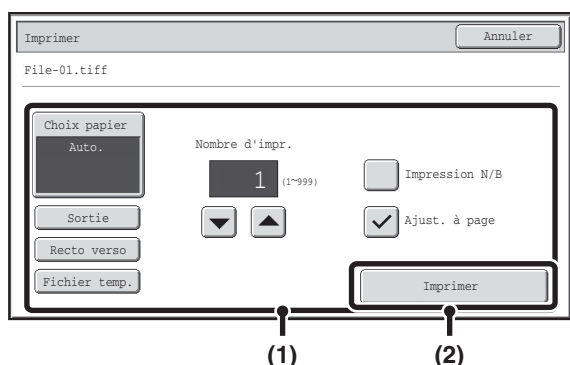 Imprimer
Annuler
File-01.tiff
Choix papier
Auto.
Nombre d'impr.
1 (1~999)
Impression N/B
Ajust. à page
Sortie
Recto verso
Fichier temp.
Imprimer
(1)
(2)